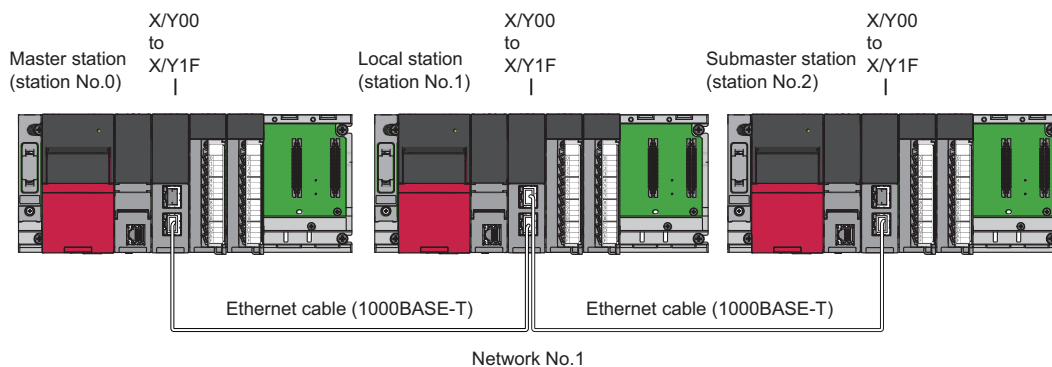 X/Y00
to
X/Y1F
Master station
(station No.0)
X/Y00
to
X/Y1F
Local station
(station No.1)
X/Y00
to
X/Y1F
Submaster station
(station No.2)
Ethernet cable (1000BASE-T)
Ethernet cable (1000BASE-T)
Network No.1